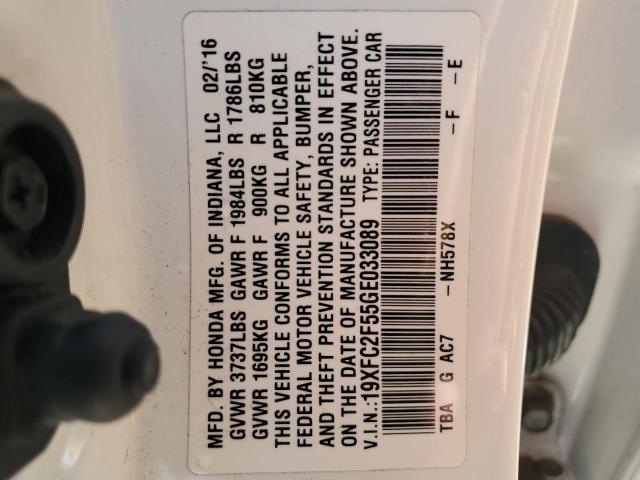 MFD. BY HONDA MFG. OF INDIANA, LLC 02/'16
GVWR 3737LBS GAWR F 1984LBS R 1786LBS
GVWR 1695KG GAWR F 900KG R 810KG
THIS VEHICLE CONFORMS TO ALL APPLICABLE
FEDERAL MOTOR VEHICLE SAFETY, BUMPER,
AND THEFT PREVENTION STANDARDS IN EFFECT
ON THE DATE OF MANUFACTURE SHOWN ABOVE.
V.I.N.:19XFC2F55GE033089 TYPE: PASSENGER CAR
TBA G AC7 -NH578X -F -E